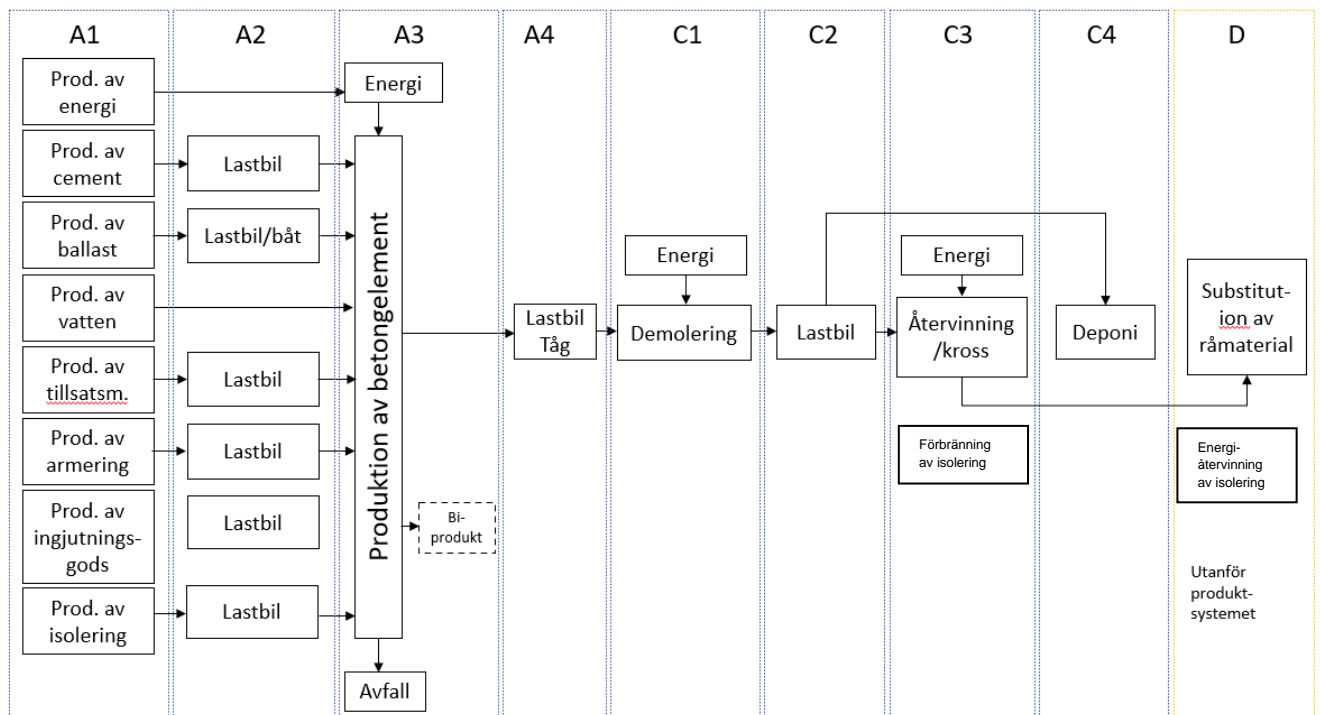 A1
A2
A3
A4
C1
C2
C3
C4
D
Prod. av
energi
Prod. av
cement
Prod. av
ballast
Prod. av
vatten
Prod. av
tillsatsm.
Prod. av
armering
Prod. av
ingjutnings-
gods
Prod. av
isolering
Lastbil
Lastbil/båt
Lastbil
Lastbil
Lastbil
Lastbil
Energi
Produktion av betongelement
Bi-
produkt
Avfall
Lastbil
Tåg
Energi
Demolering
Lastbil
Energi
Återvinning
/kross
Förbränning
av isolering
Deponi
Substitut-
ion av
råmaterial
Energi-
återvinning
av isolering
Utanför
produkt-
systemet